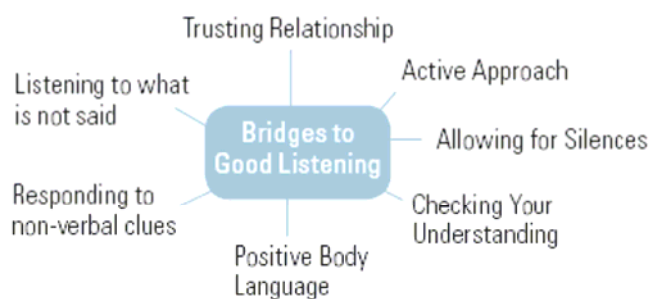 Trusting Relationship
Active Approach
Listening to what
is not said
Bridges to
Good Listening
Allowing for Silences
Responding to
non-verbal clues
Checking Your
Understanding
Positive Body
Language